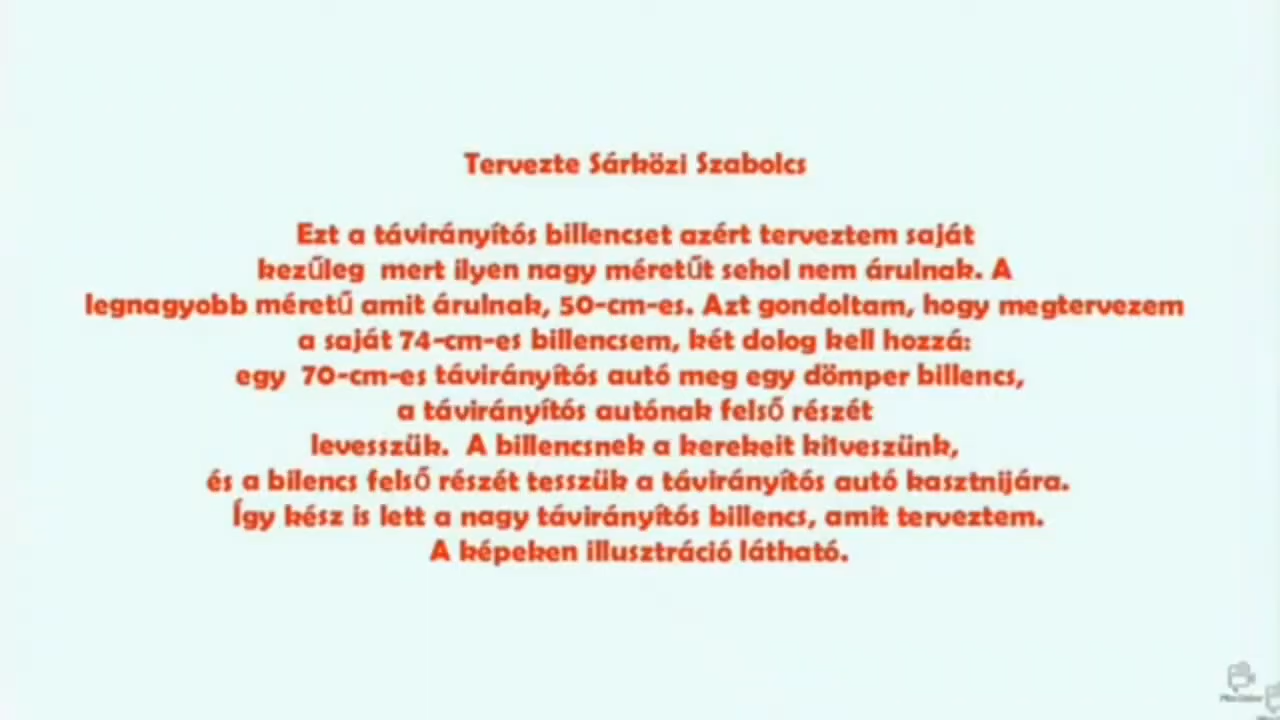 Tervezte Sárközi Szabolcs
Ezt a távirányítós billencset azért terveztem saját
kezűleg mert ilyen nagy méretűt sehol nem árulnak. A
legnagyobb méretű amit árulnak, 50-cm-es. Azt gondoltam, hogy megtervezem
a saját 74-cm-es billencsem, két dolog kell hozzá:
egy 70-cm-es távirányítós autó meg egy dömper billencs,
a távirányítós autónak felső részét
levesszük. A billencsnek a kerekeit kitveszünk,
és a bilencs felső részét tesszük a távirányítós autó kasztnijára.
Így kész is lett a nagy távirányítós billencs, amit terveztem.
A képeken illusztráció látható.